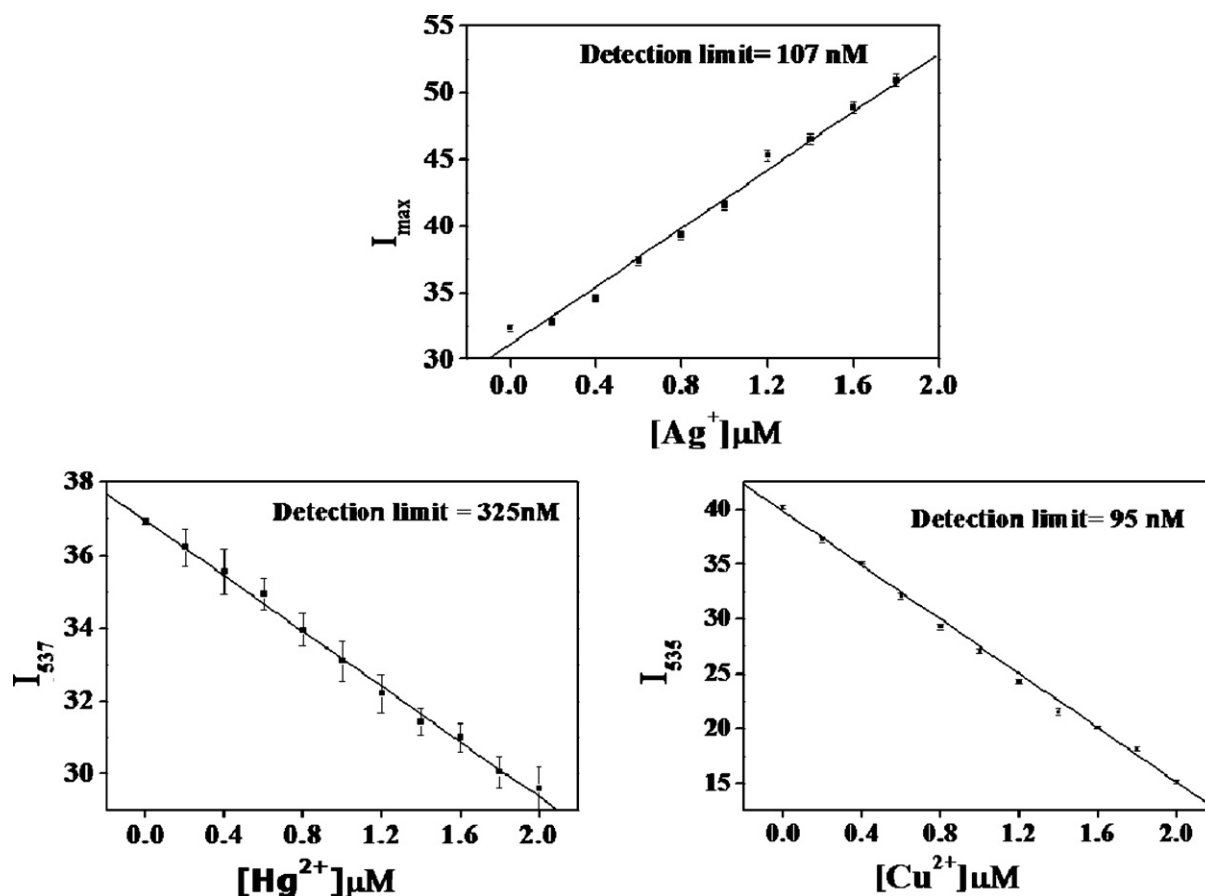 55
Detection limit= 107 nM
50
45
40
35
30
I_max
0.0 0.4 0.8 1.2 1.6 2.0
[Ag⁺]μM
38
Detection limit = 325nM
36
34
32
30
I_537
0.0 0.4 0.8 1.2 1.6 2.0
[Hg²⁺]μM
40
Detection limit= 95 nM
35
30
25
20
15
I_535
0.0 0.4 0.8 1.2 1.6 2.0
[Cu²⁺]μM